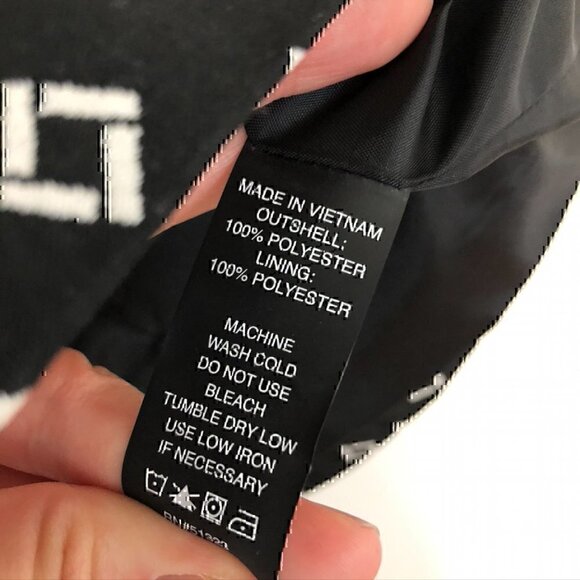 MADE IN VIETNAM
OUTSHELL:
100% POLYESTER
LINING:
100% POLYESTER
MACHINE
WASH COLD
DO NOT USE
BLEACH
TUMBLE DRY LOW
USE LOW IRON
IF NECESSARY